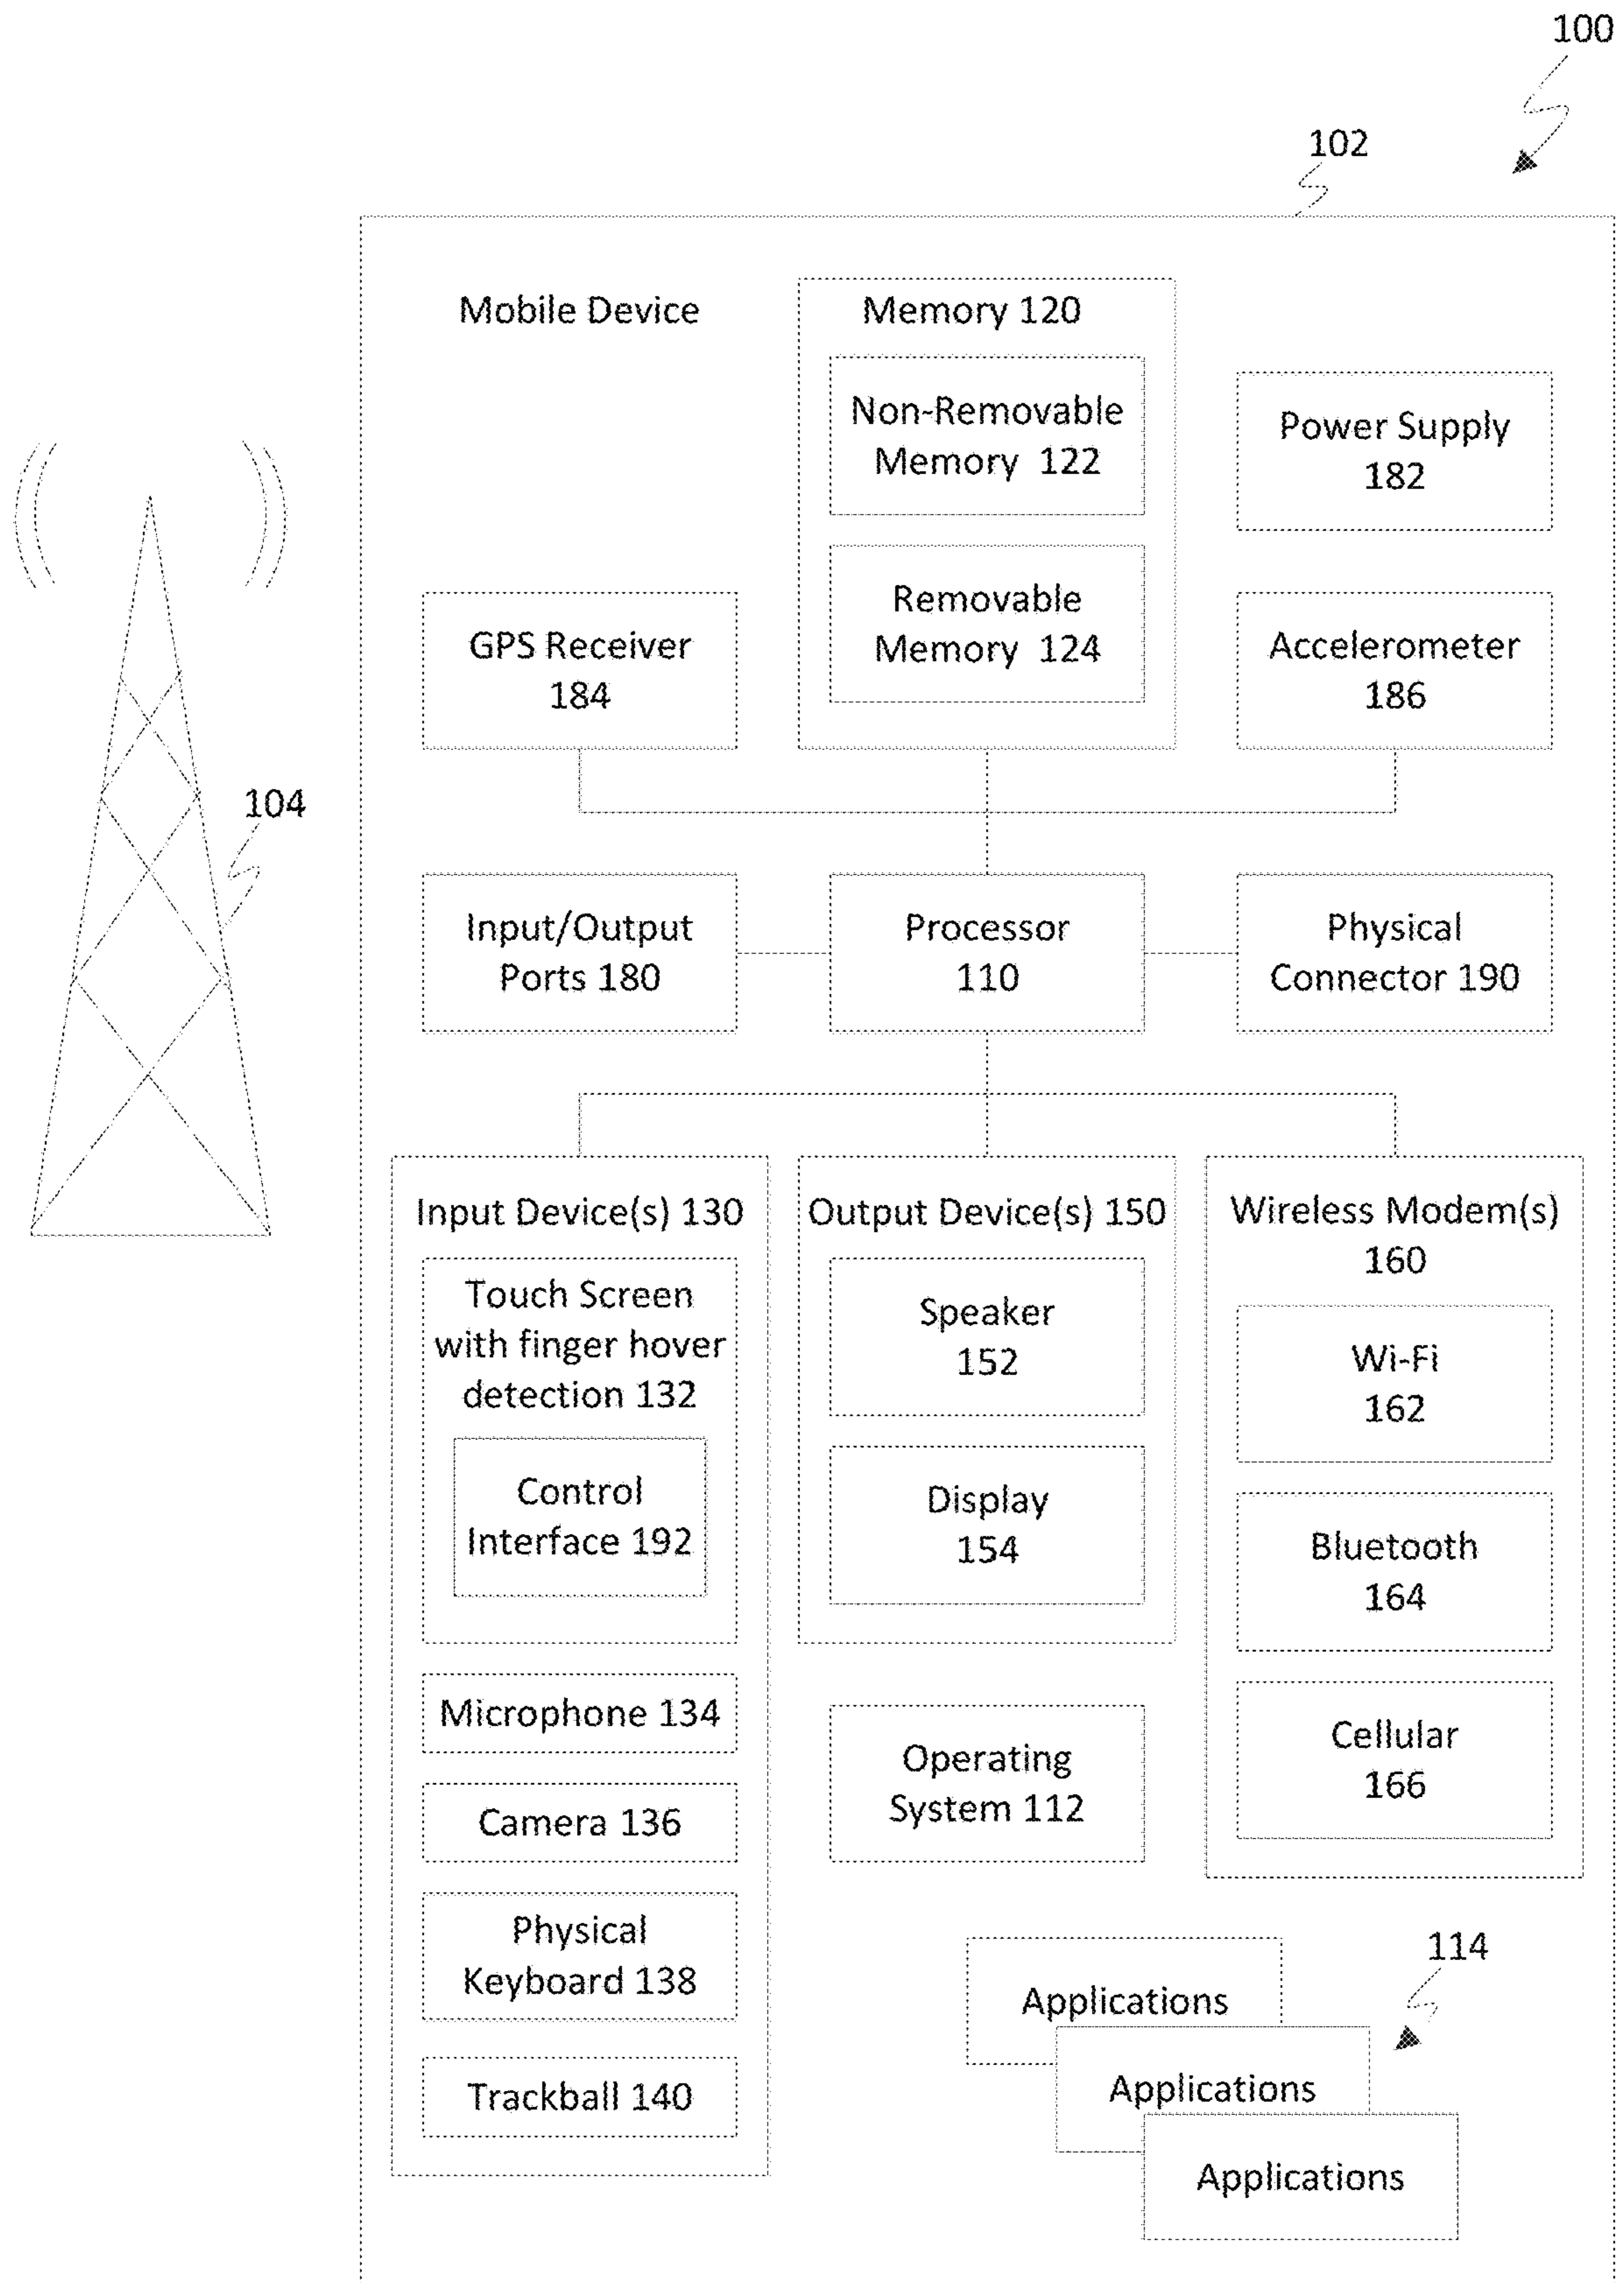 100
102
Mobile Device
Memory 120
Non-Removable
Memory 122
Power Supply
182
Removable
Memory 124
GPS Receiver
184
Accelerometer
186
104
Input/Output
Ports 180
Processor
110
Physical
Connector 190
Input Device(s) 130
Touch Screen
with finger hover
detection 132
Control
Interface 192
Microphone 134
Camera 136
Physical
Keyboard 138
Trackball 140
Output Device(s) 150
Speaker
152
Display
154
Operating
System 112
Wireless Modem(s)
160
Wi-Fi
162
Bluetooth
164
Cellular
166
114
Applications
Applications
Applications